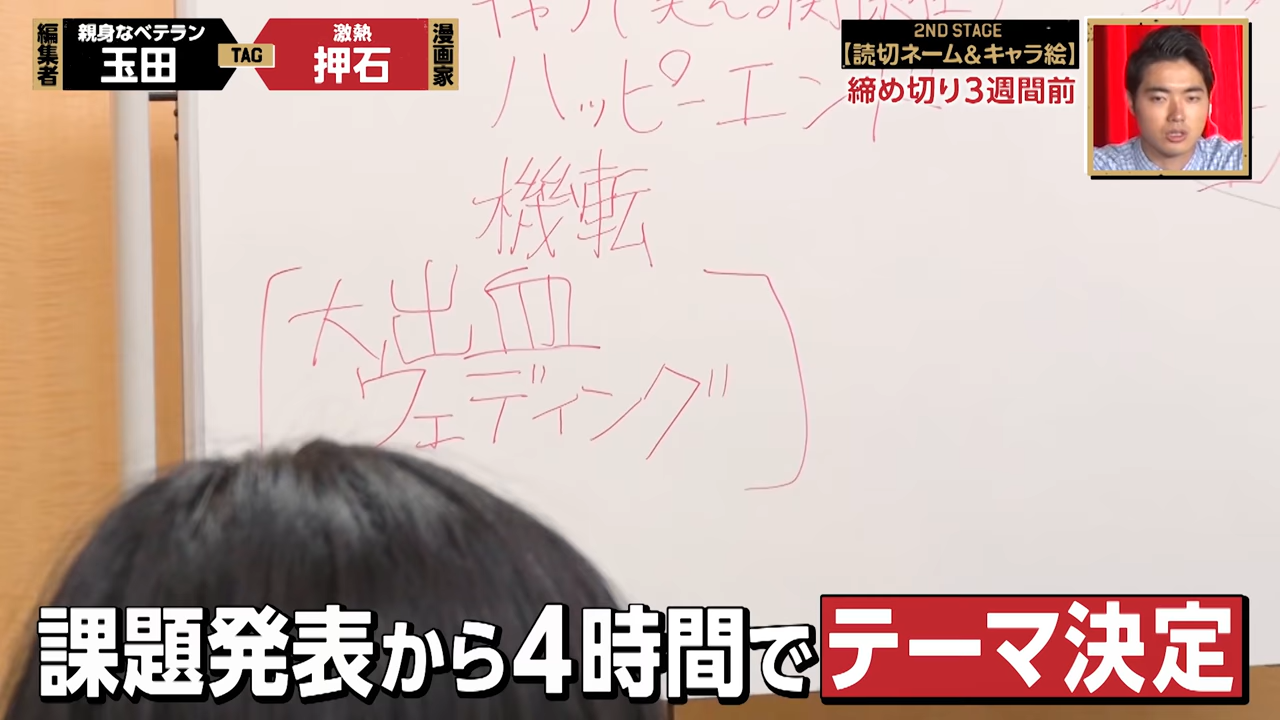 編集者
親身なベテラン
玉田
TAG
激熱
押石
漫画家
2ND STAGE
【読切ネーム&キャラ絵】
締め切り3週間前
ハッピーエンド
機転
大出血
ウェディング
課題発表から4時間でテーマ決定